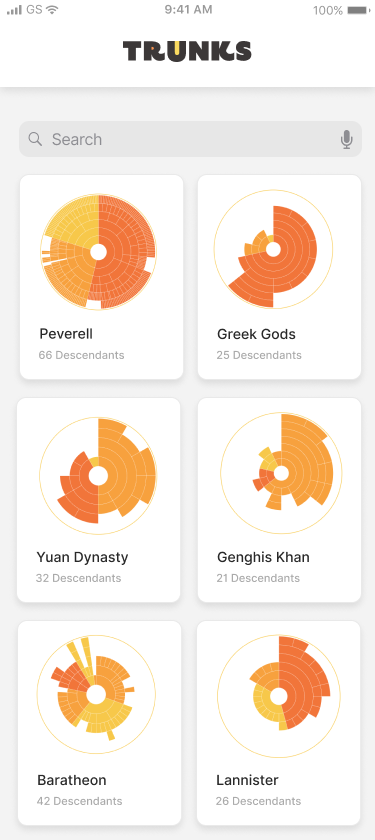 GS 9:41 AM 100%
TRUNKS
Search
Peverell
66 Descendants
Greek Gods
25 Descendants
Yuan Dynasty
32 Descendants
Genghis Khan
21 Descendants
Baratheon
42 Descendants
Lannister
26 Descendants